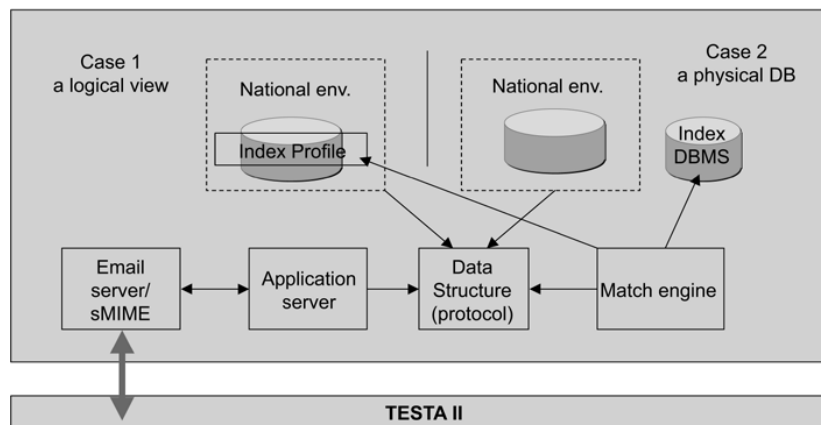 Case 1
a logical view
National env.
Index Profile
National env.
Case 2
a physical DB
Index
DBMS
Email
server/
sMIME
Application
server
Data
Structure
(protocol)
Match engine
TESTA II